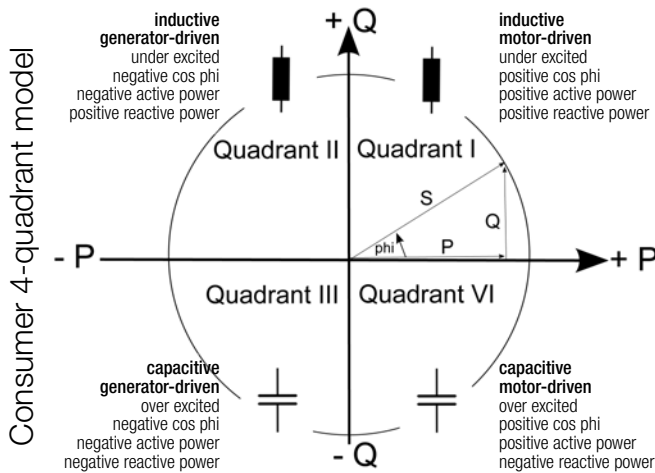 Consumer 4-quadrant model
inductive
generator-driven
under excited
negative cos phi
negative active power
positive reactive power
+ Q
inductive
motor-driven
under excited
positive cos phi
positive active power
positive reactive power
Quadrant II
Quadrant I
S
Q
phi
P
- P
+ P
Quadrant III
Quadrant VI
capacitive
generator-driven
over excited
negative cos phi
negative active power
negative reactive power
- Q
capacitive
motor-driven
over excited
positive cos phi
positive active power
negative reactive power